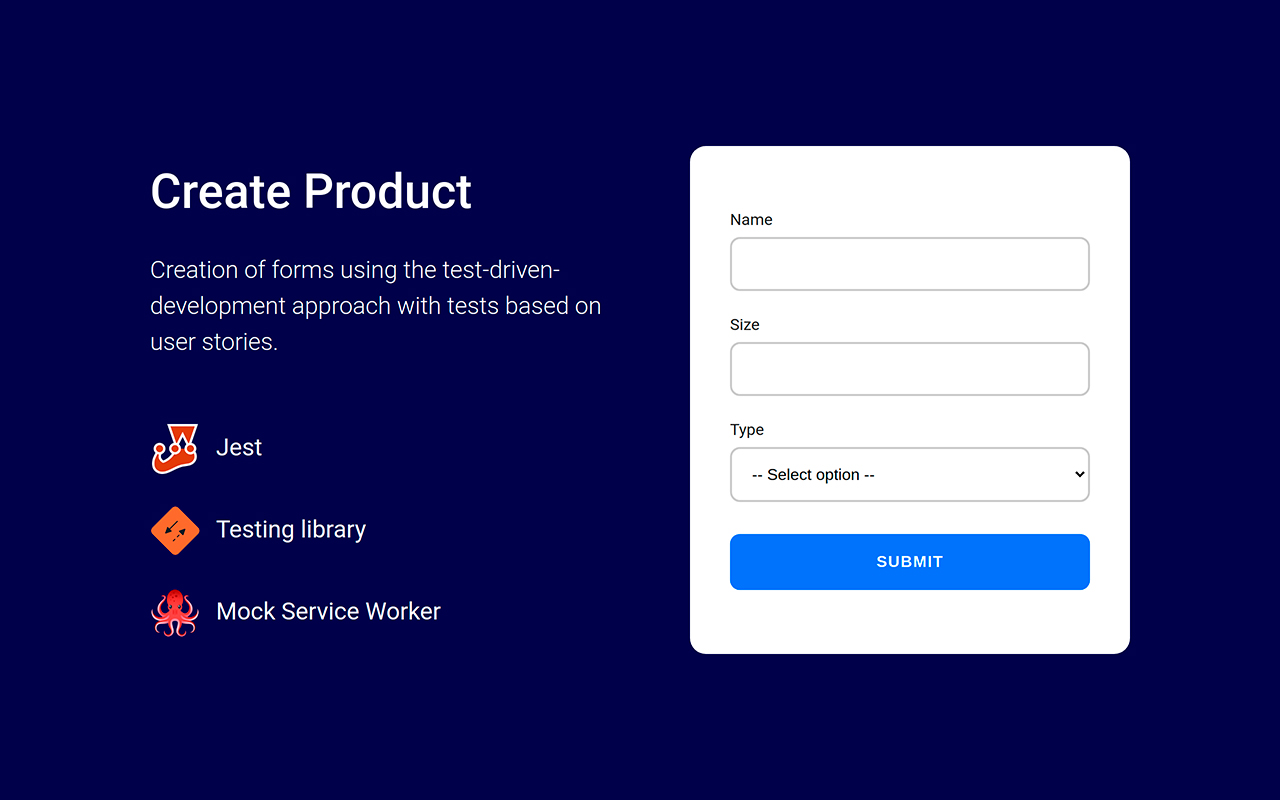 Create Product
Creation of forms using the test-driven-
development approach with tests based on
user stories.
Jest
Testing library
Mock Service Worker
Name
Size
Type
-- Select option --
SUBMIT